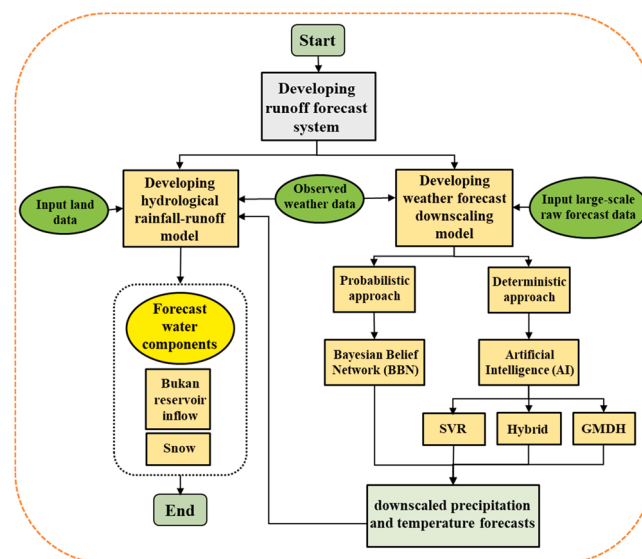 Start
Developing
runoff forecast
system
Input land
data
Developing
hydrological
rainfall-runoff
model
Observed
weather data
Developing
weather forecast
downscaling
model
Input large-scale
raw forecast data
Probabilistic
approach
Deterministic
approach
Forecast
water
components
Bayesian Belief
Network (BBN)
Artificial
Intelligence (AI)
Bukan
reservoir
inflow
SVR
Hybrid
GMDH
Snow
End
downscaled precipitation
and temperature forecasts